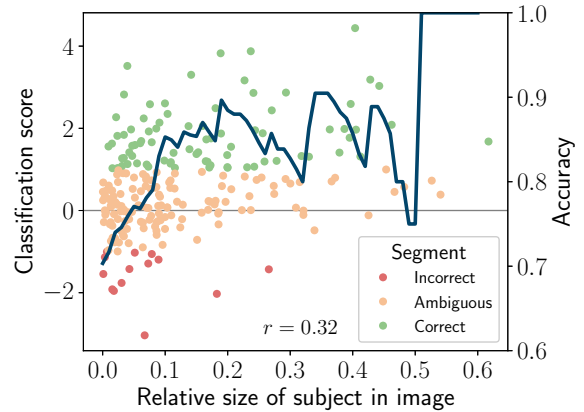 4
2
0
−2
Classification score
1.0
0.9
0.8
0.7
0.6
Accuracy
Segment
Incorrect
Ambiguous
Correct
r = 0.32
0.0 0.1 0.2 0.3 0.4 0.5 0.6
Relative size of subject in image